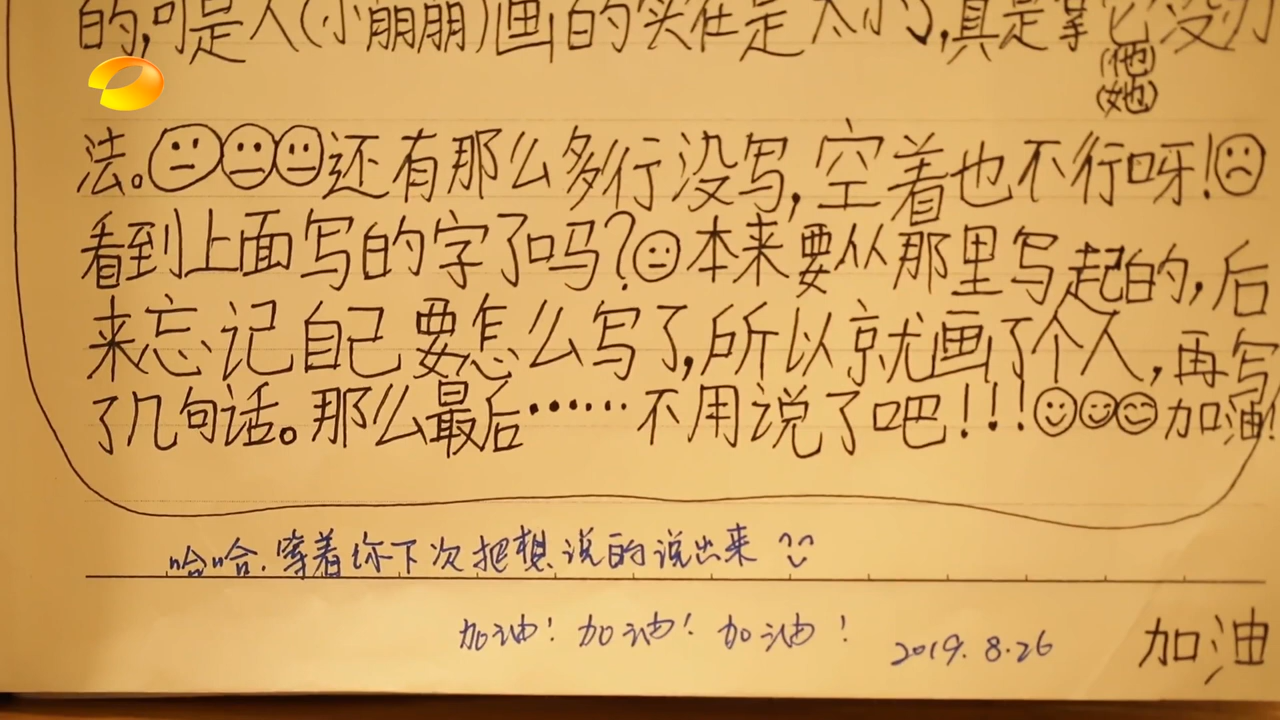 的,可是人(小朋朋)画的实在是太小了,真是拿它没办
(他)
(她)
法。还有那么多行没写,空着也不行呀!
看到上面写的字了吗?本来要从那里写起的,后
来忘记自己要怎么写了,所以就画了个人,再写
了几句话。那么最后……不用说了吧!!!加油!
哈哈.等着你下次把想说的说出来
加油!加油!加油!
2019.8.26
加油